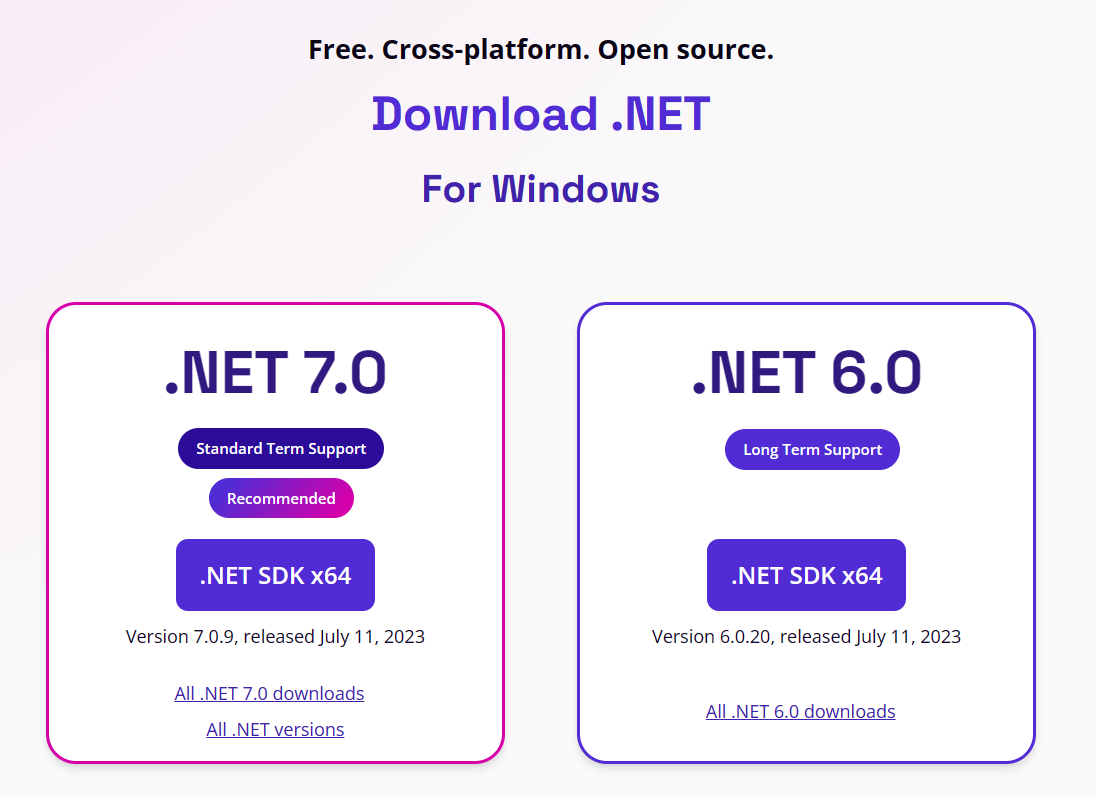 Free. Cross-platform. Open source.
Download .NET
For Windows
.NET 7.0
Standard Term Support
Recommended
.NET SDK x64
Version 7.0.9, released July 11, 2023
All .NET 7.0 downloads
All .NET versions
.NET 6.0
Long Term Support
.NET SDK x64
Version 6.0.20, released July 11, 2023
All .NET 6.0 downloads